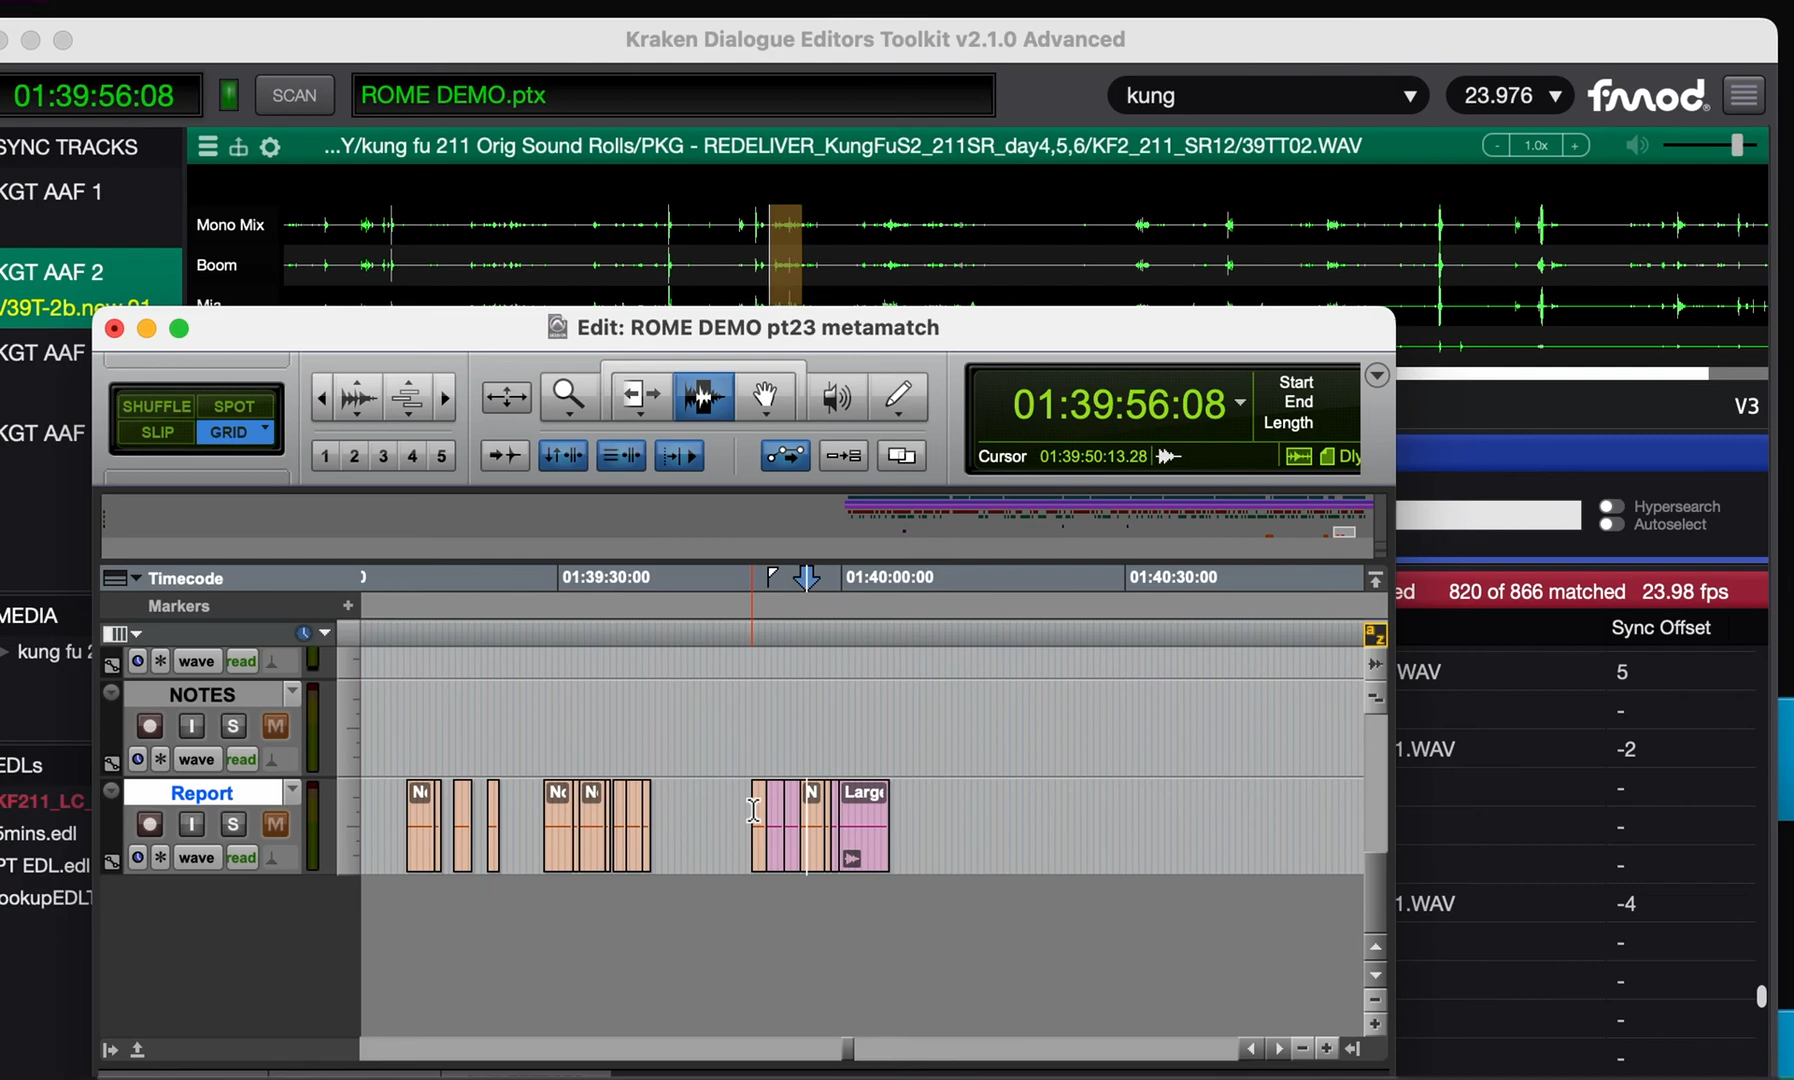 Kraken Dialogue Editors Toolkit v2.1.0 Advanced
01:39:56:08
SCAN
ROME DEMO.ptx
kung
23.976
fmod
SYNC TRACKS
...Y/kung fu 211 Orig Sound Rolls/PKG - REDELIVER_KungFuS2_211SR_day4,5,6/KF2_211_SR12/39TT02.WAV
- 1.0x +
KGT AAF 1
Mono Mix
Boom
KGT AAF 2
V39T-2b.new.01
KGT AAF
KGT AAF
Edit: ROME DEMO pt23 metamatch
SHUFFLE SPOT
SLIP GRID
1 2 3 4 5
01:39:56:08
Start
End
Length
Cursor 01:39:50:13.28
Dly
V3
Hypersearch
Autoselect
Timecode
01:39:30:00 01:40:00:00 01:40:30:00
Markers +
a z
ed 820 of 866 matched 23.98 fps
Sync Offset
MEDIA
kung fu 2
wave read
NOTES
I S M
wave read
WAV 5
-
1.WAV -2
-
-
-
1.WAV -4
-
-
-
-
EDLs
KF211_LC_
5mins.edl
PT EDL.edl
ookupEDLT
Report
I S M
wave read
N
Large